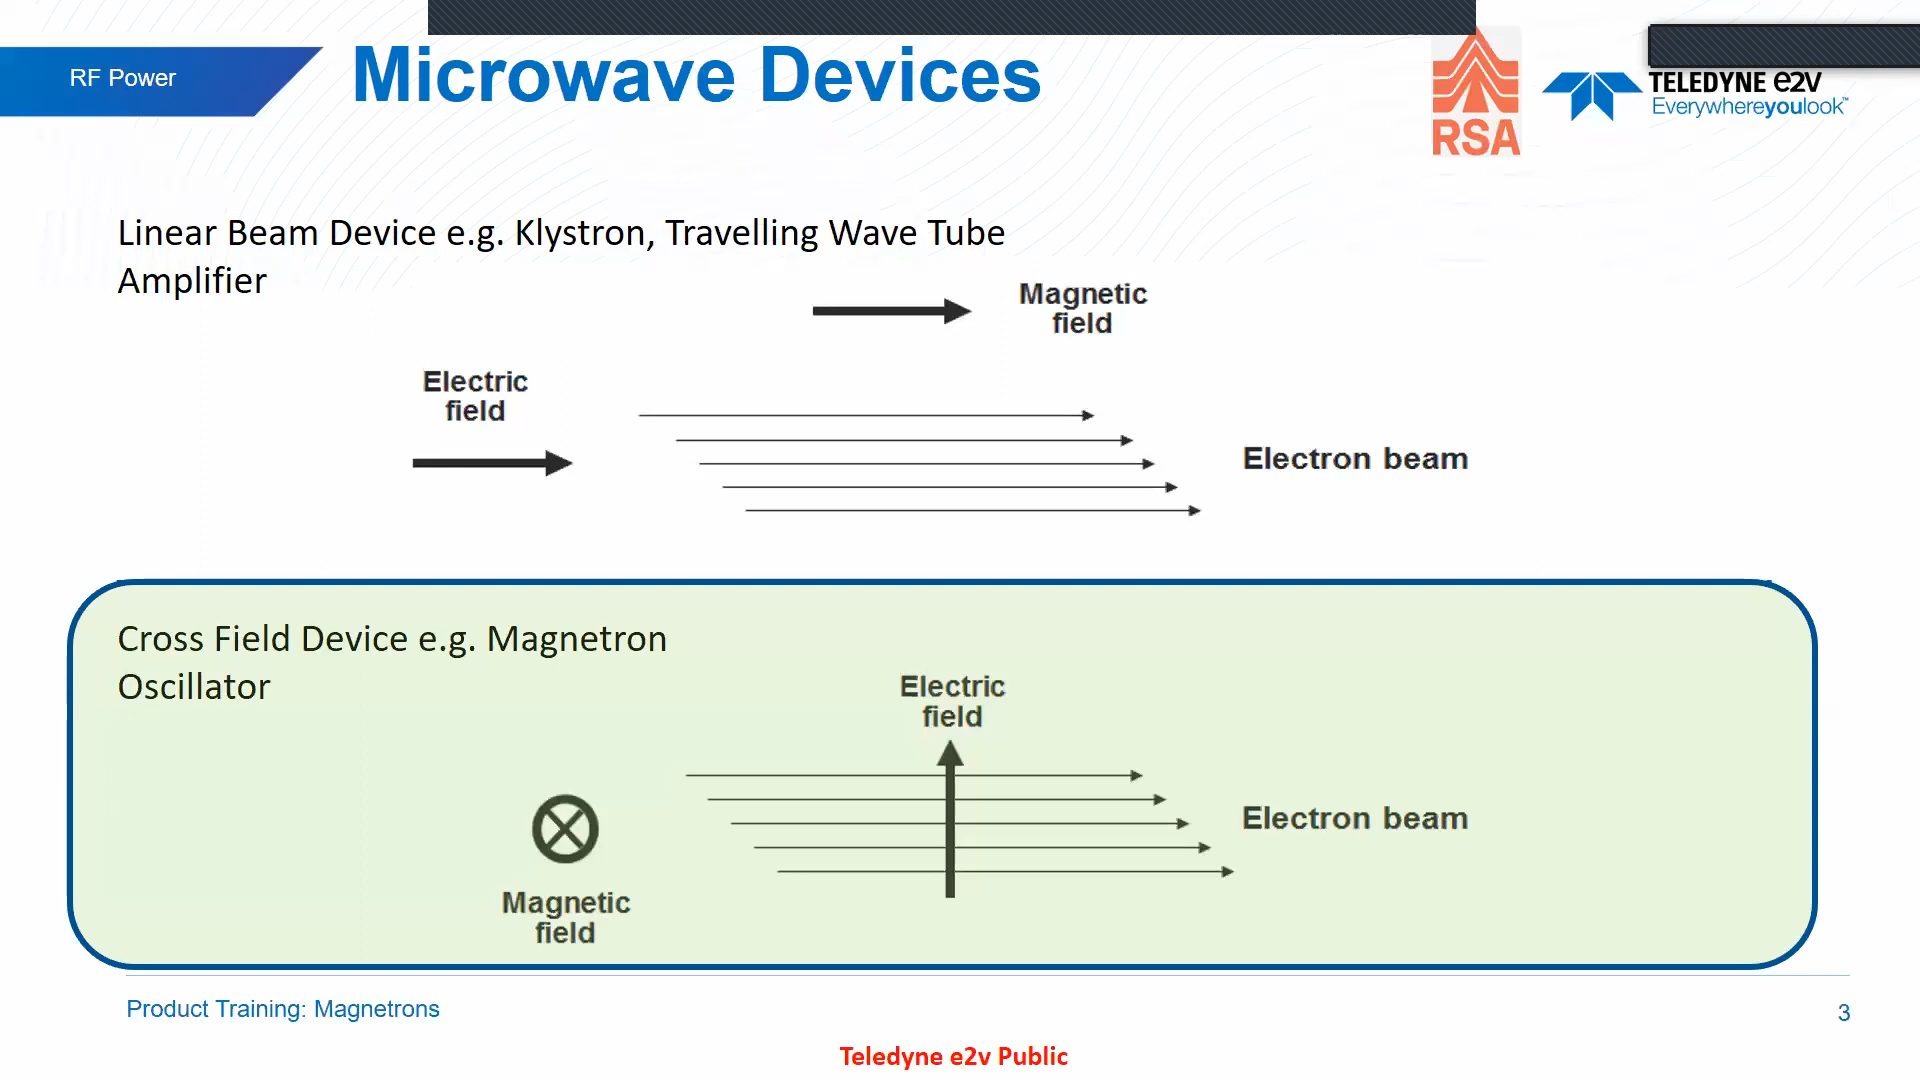 RF Power
Microwave Devices
RSA
TELEDYNE e2v
Everywhereyoulook™
Linear Beam Device e.g. Klystron, Travelling Wave Tube
Amplifier
Magnetic
field
Electric
field
Electron beam
Cross Field Device e.g. Magnetron
Oscillator
Electric
field
Electron beam
Magnetic
field
Product Training: Magnetrons
3
Teledyne e2v Public